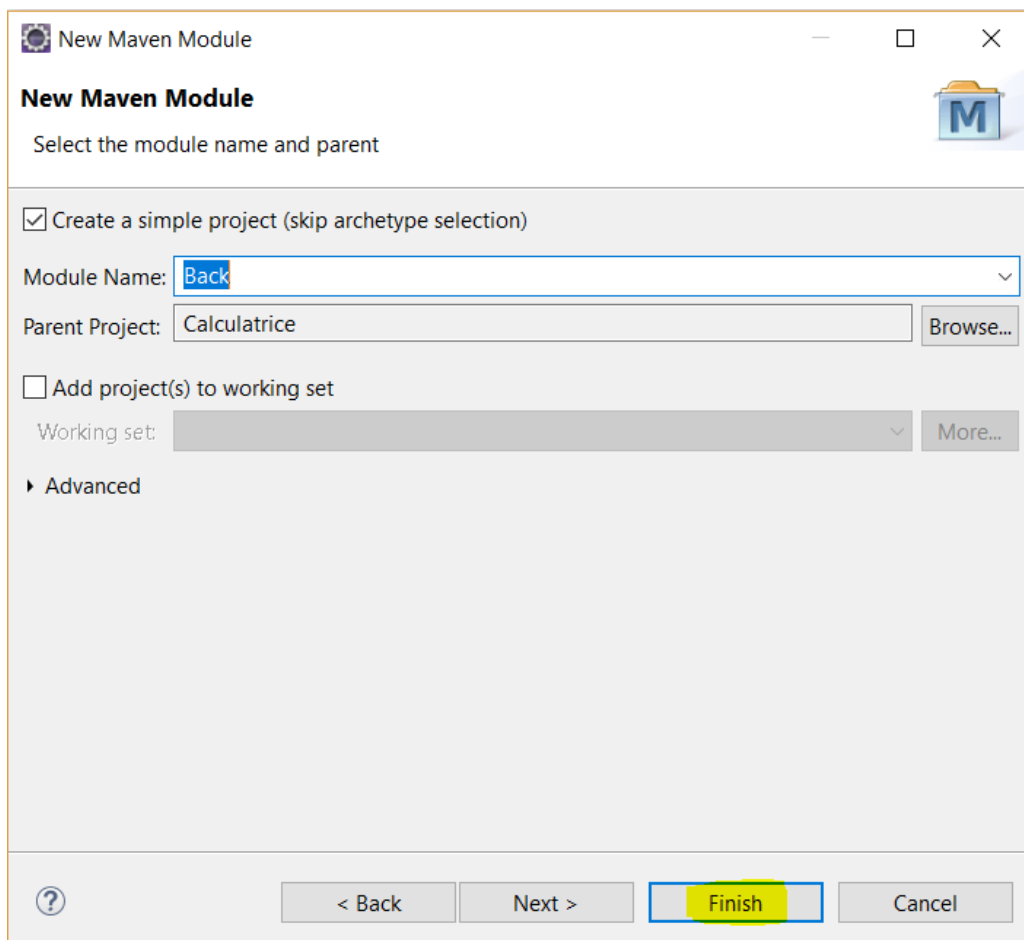 New Maven Module
New Maven Module
Select the module name and parent
M
Create a simple project (skip archetype selection)
Module Name: Back
Parent Project: Calculatrice Browse...
Add project(s) to working set
Working set: More...
Advanced
? < Back Next > Finish Cancel